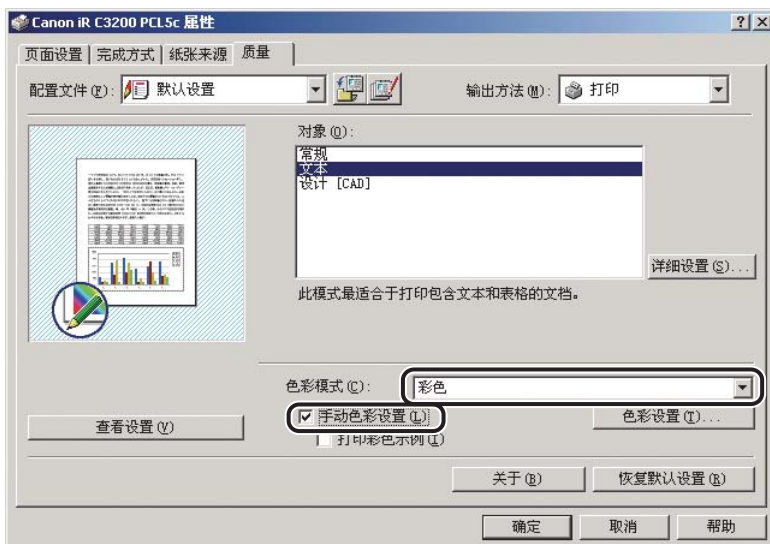 Canon iR C3200 PCL5c 属性
页面设置 完成方式 纸张来源 质量
配置文件(F): 默认设置 输出方法(M): 打印
对象(O):
常规
文本
设计 [CAD]
详细设置(S)...
此模式最适合于打印包含文本和表格的文档。
色彩模式(C): 彩色
手动色彩设置(L) 色彩设置(T)...
查看设置(V)
打印彩色示例(I)
关于(B) 恢复默认设置(R)
确定 取消 帮助